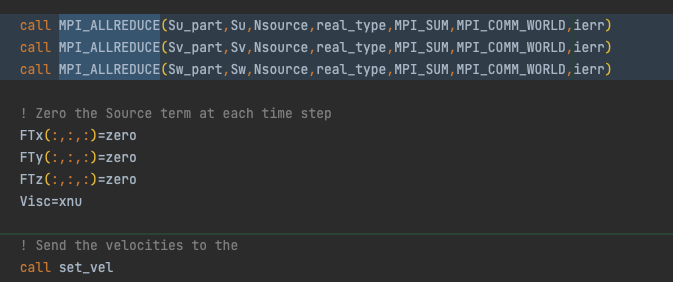 call MPI_ALLREDUCE(Su_part,Su,Nsource,real_type,MPI_SUM,MPI_COMM_WORLD,ierr)
call MPI_ALLREDUCE(Sv_part,Sv,Nsource,real_type,MPI_SUM,MPI_COMM_WORLD,ierr)
call MPI_ALLREDUCE(Sw_part,Sw,Nsource,real_type,MPI_SUM,MPI_COMM_WORLD,ierr)
! Zero the Source term at each time step
FTx(:,:,:)=zero
FTy(:,:,:)=zero
FTz(:,:,:)=zero
Visc=xnu
! Send the velocities to the
call set_vel